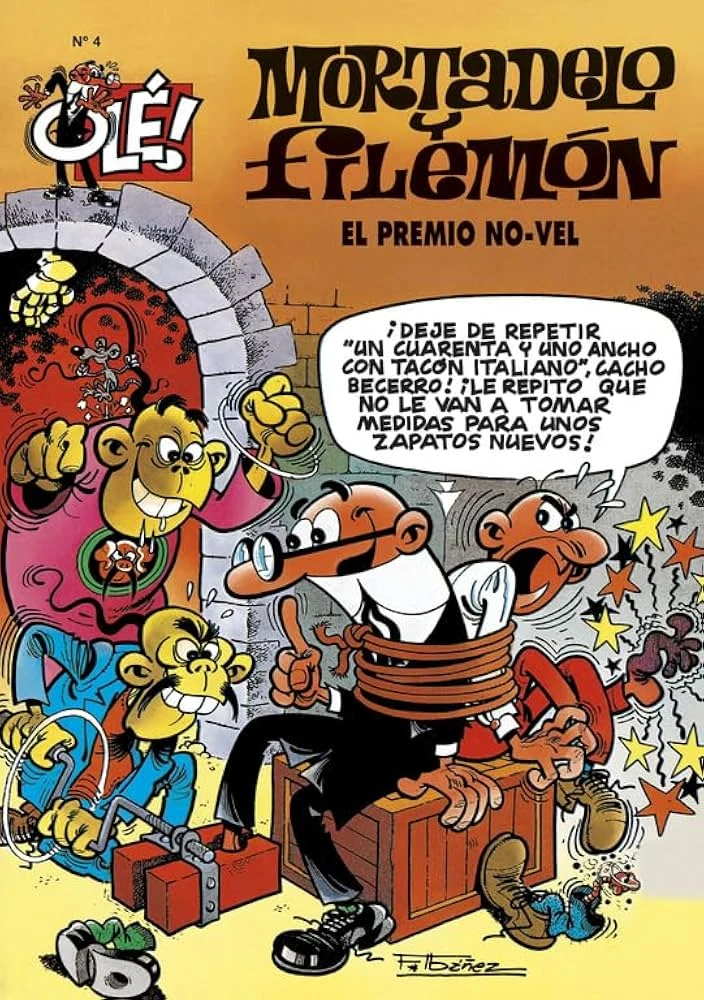 Nº 4
OLÉ!
MORTADELO
Y
FILEMÓN
EL PREMIO NO-VEL
¡DEJE DE REPETIR
"UN CUARENTA Y UNO ANCHO
CON TACÓN ITALIANO", CACHO
BECERRO! ¡LE REPITO QUE
NO LE VAN A TOMAR
MEDIDAS PARA UNOS
ZAPATOS NUEVOS!
F. Ibáñez